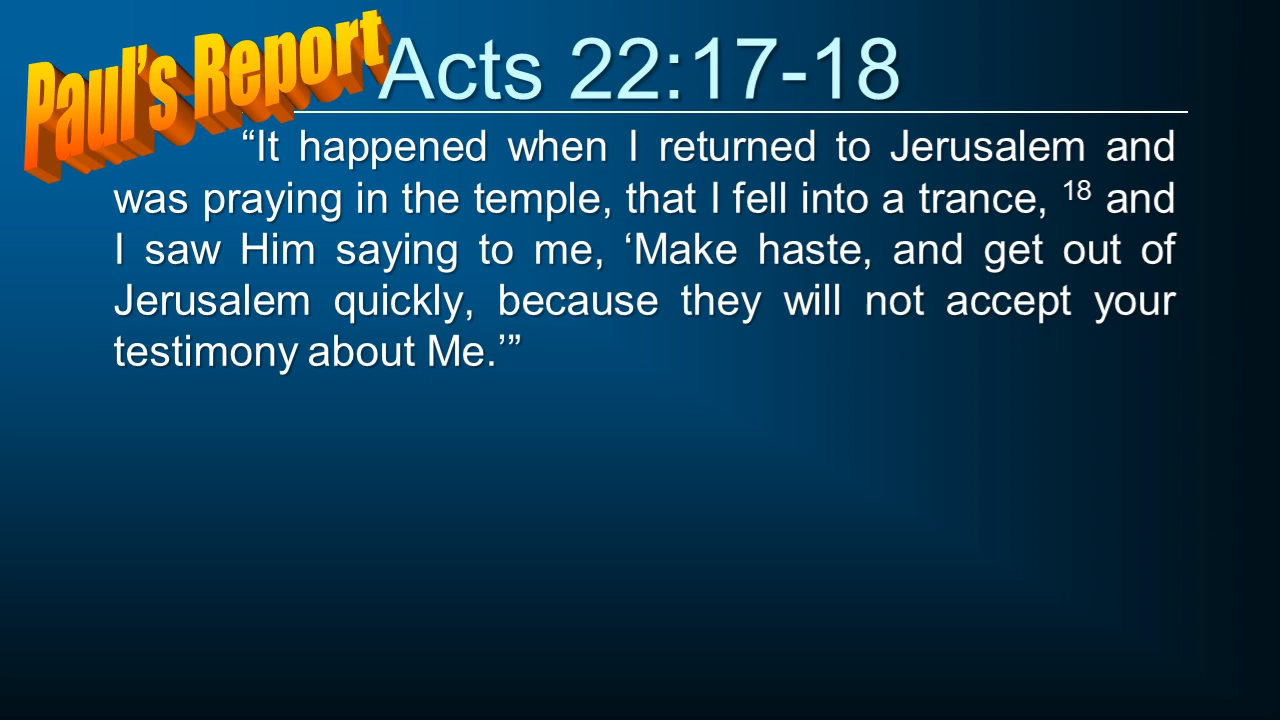 Paul's Report
Acts 22:17-18
“It happened when I returned to Jerusalem and
was praying in the temple, that I fell into a trance, 18 and
I saw Him saying to me, ‘Make haste, and get out of
Jerusalem quickly, because they will not accept your
testimony about Me.’”